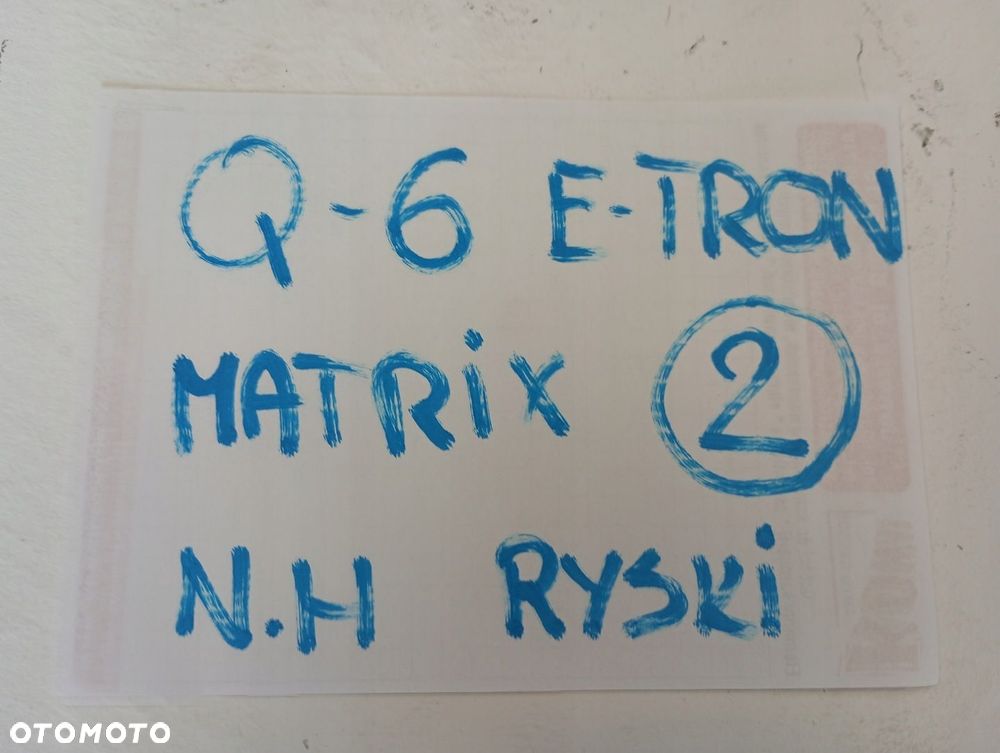 Q-6 E-TRON
MATRiX 2
N.H RYSKi
OTOMOTO